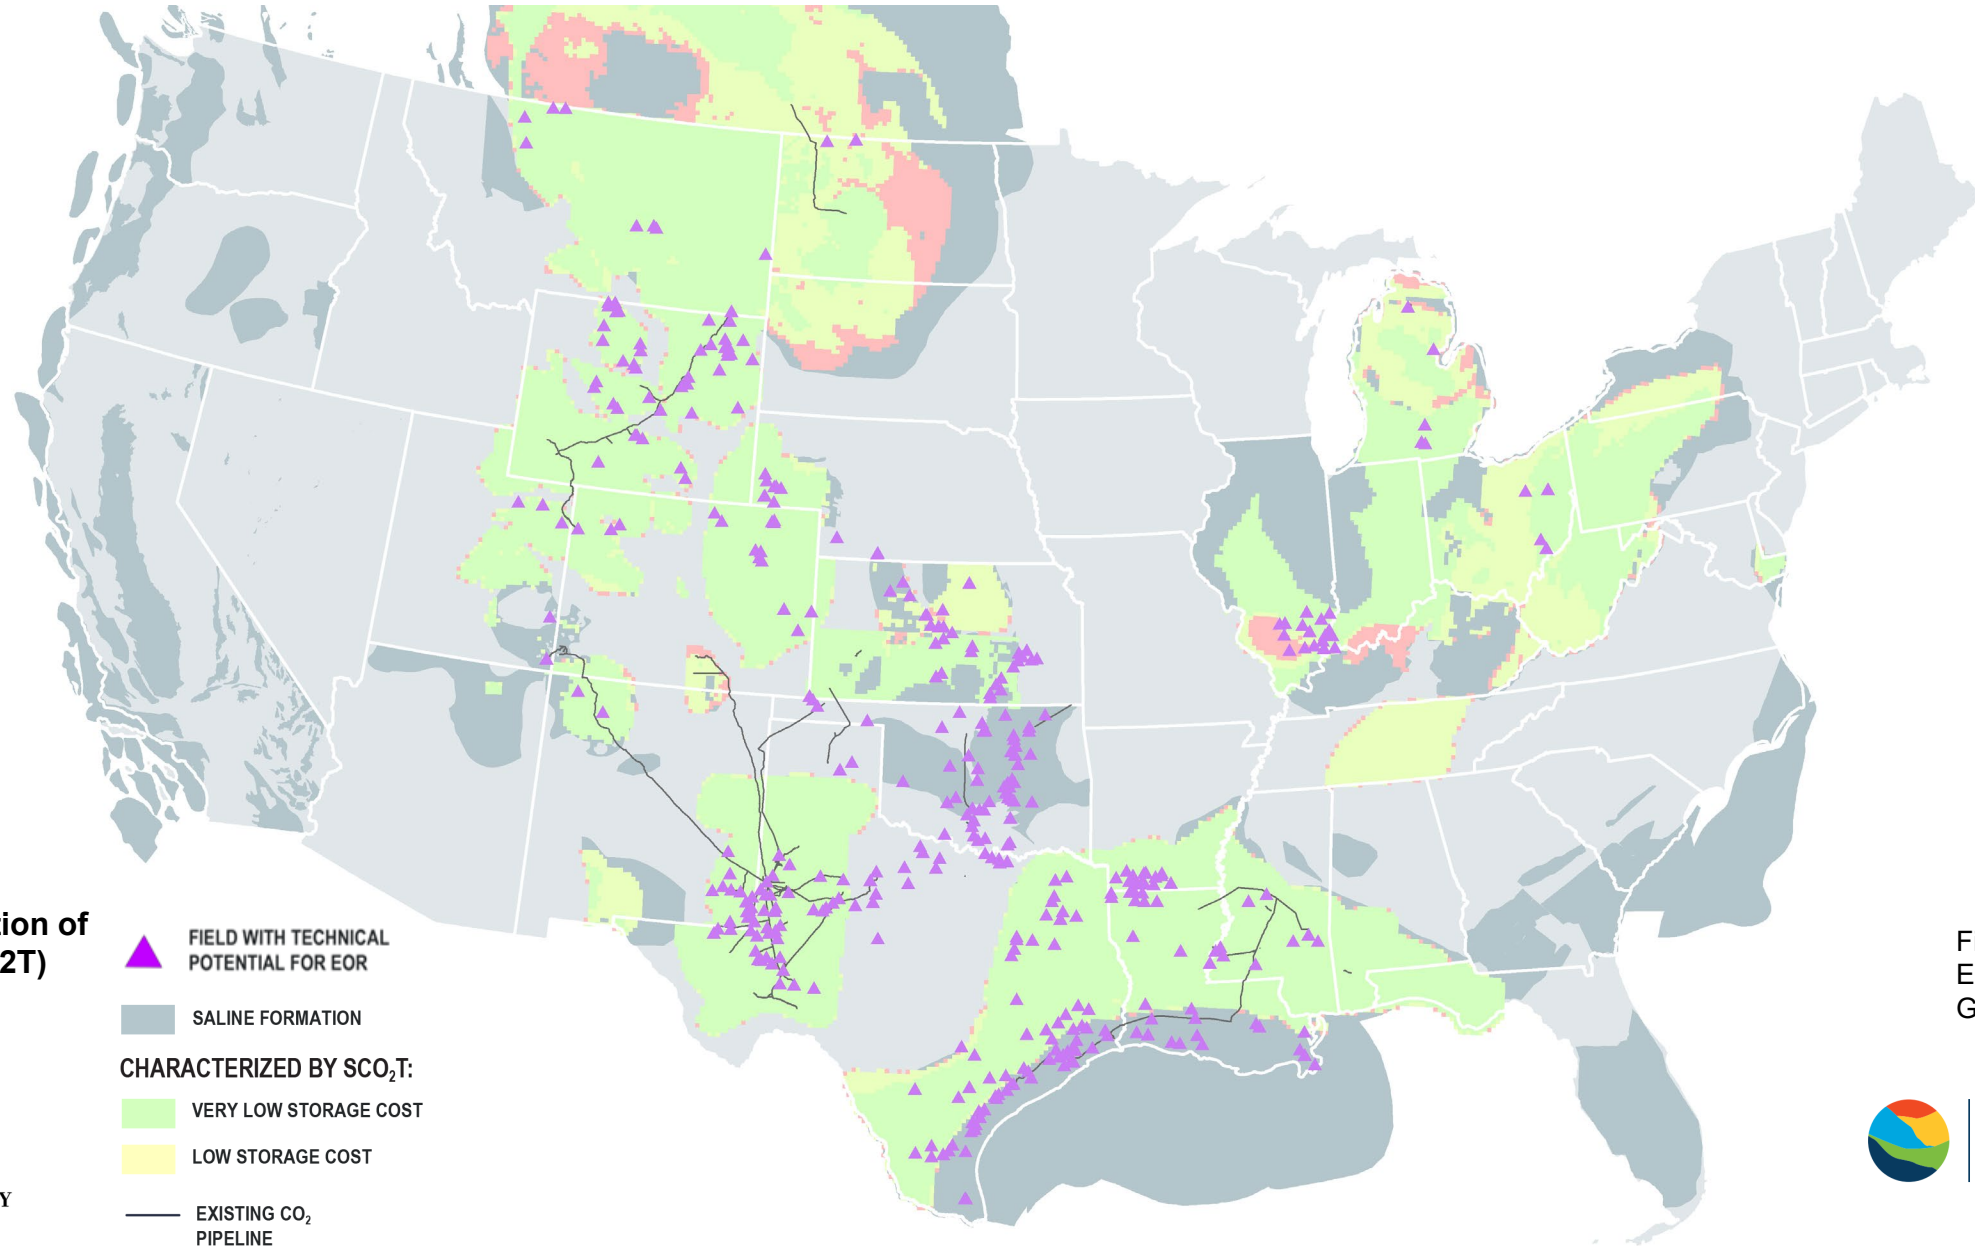 tion of
2T)
FIELD WITH TECHNICAL
POTENTIAL FOR EOR
SALINE FORMATION
CHARACTERIZED BY SCO₂T:
VERY LOW STORAGE COST
LOW STORAGE COST
EXISTING CO₂
PIPELINE
Y
F
E
G